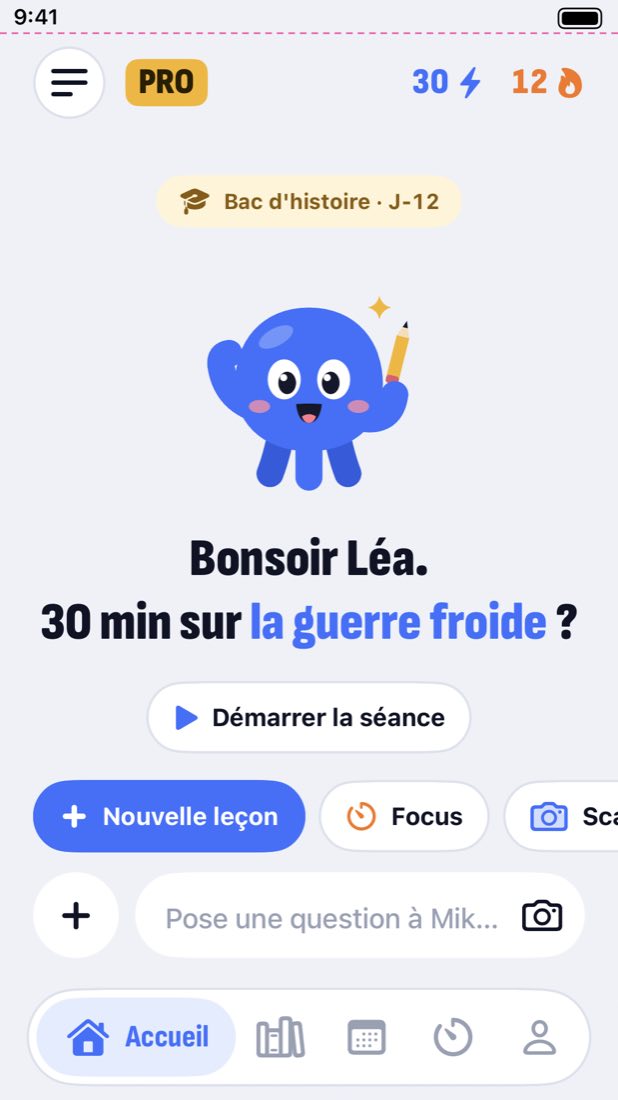 9:41
PRO
30
12
Bac d'histoire · J-12
Bonsoir Léa.
30 min sur la guerre froide ?
Démarrer la séance
Nouvelle leçon
Focus
Sca
Pose une question à Mik...
Accueil